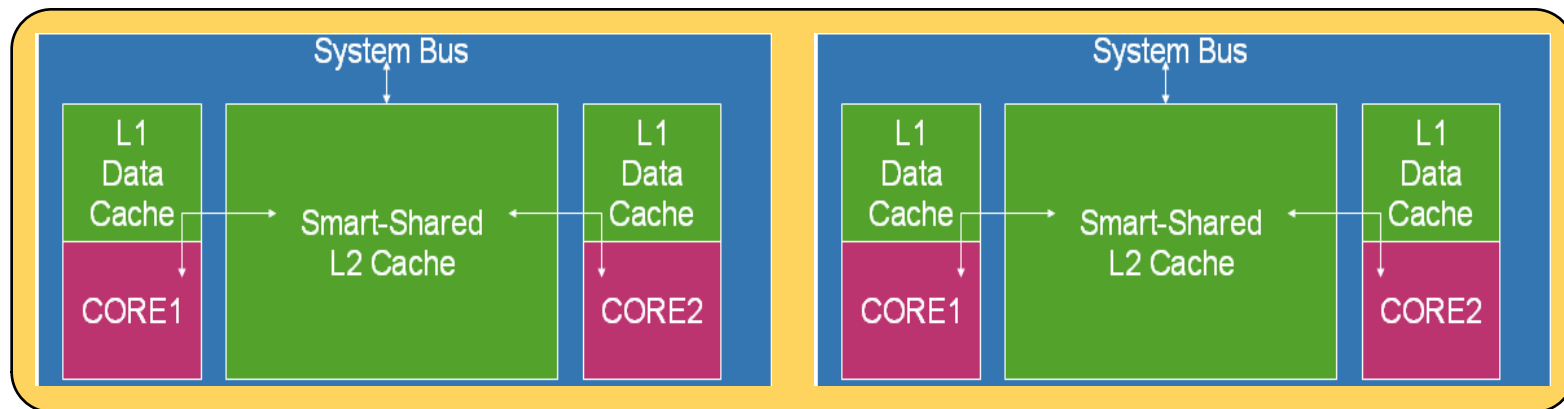 System Bus
L1
Data
Cache
Smart-Shared
L2 Cache
L1
Data
Cache
CORE1
CORE2
System Bus
L1
Data
Cache
Smart-Shared
L2 Cache
L1
Data
Cache
CORE1
CORE2